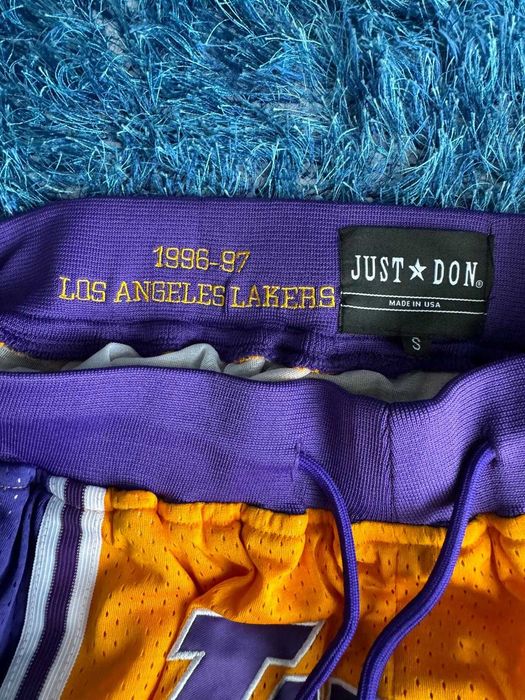 1996-97
LOS ANGELES LAKERS
JUST★DON®
MADE IN USA
S